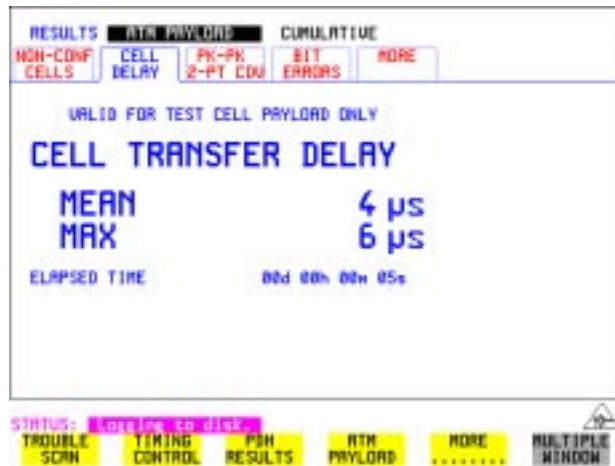 RESULTS ATM PAYLOAD CUMULATIVE
NON-CONF CELLS CELL DELAY PK-PK 2-PT CDV BIT ERRORS MORE
VALID FOR TEST CELL PAYLOAD ONLY
CELL TRANSFER DELAY
MEAN 4 µs
MAX 6 µs
ELAPSED TIME 00d 00h 00m 05s
STATUS: Logging to disk.
TROUBLE SCAN TIMING CONTROL PDH RESULTS ATM PAYLOAD MORE ........ MULTIPLE WINDOW